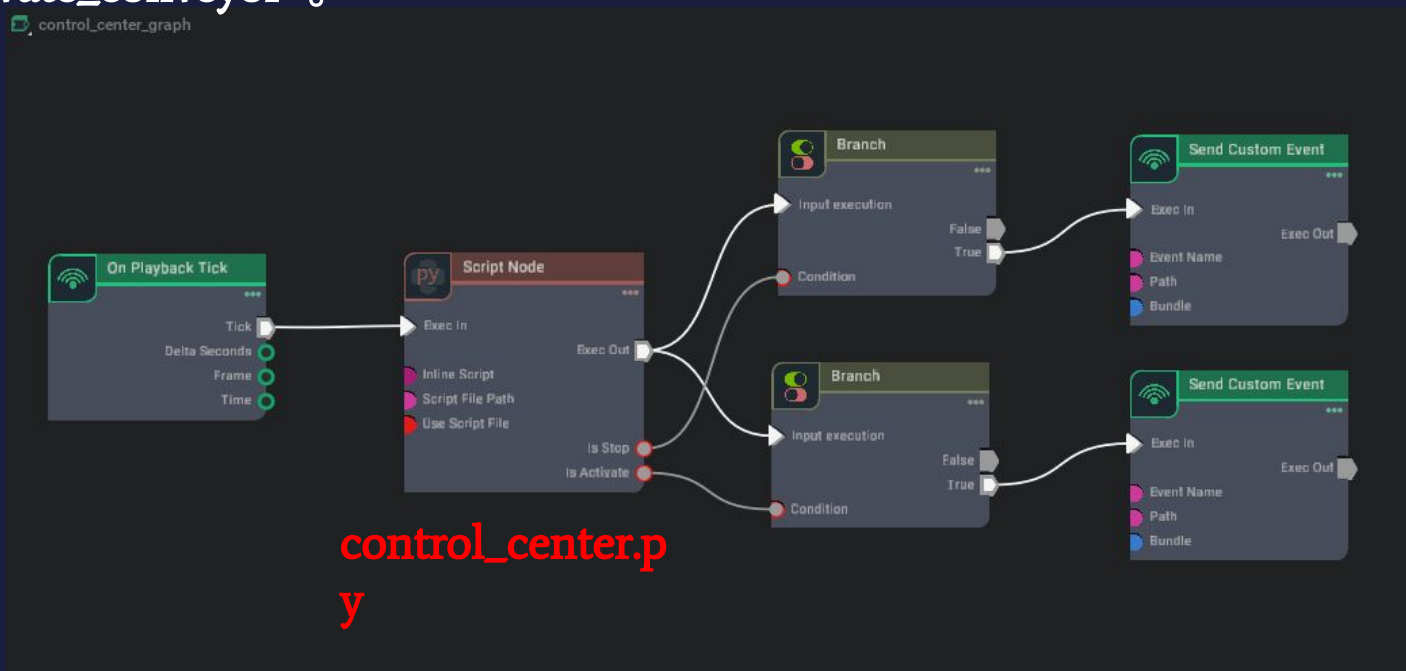 control_center_graph
On Playback Tick
Tick
Delta Seconds
Frame
Time
py
Script Node
Exec In
Exec Out
Inline Script
Script File Path
Use Script File
Is Stop
Is Activate
control_center.p
y
Branch
Input execution
False
True
Condition
Branch
Input execution
False
True
Condition
Send Custom Event
Exec In
Exec Out
Event Name
Path
Bundle
Send Custom Event
Exec In
Exec Out
Event Name
Path
Bundle